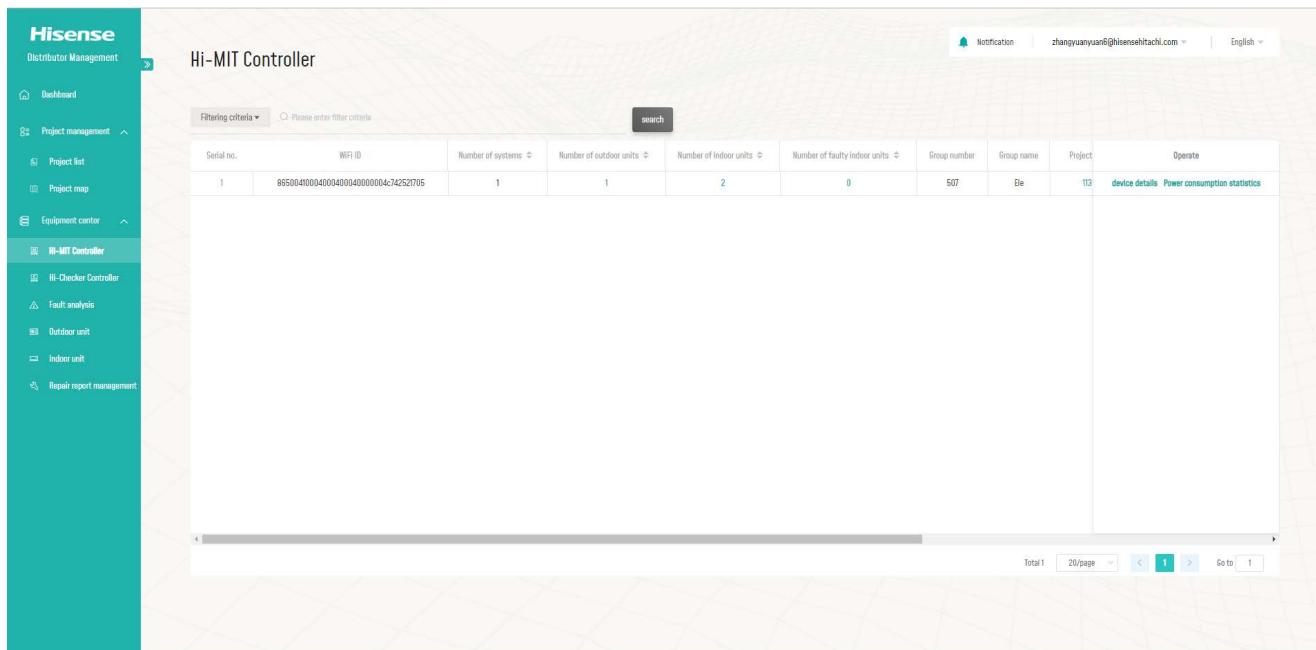 Hisense
Distributor Management
Dashboard
Project management
Project list
Project map
Equipment center
Hi-MIT Controller
Hi-Checker Controller
Fault analysis
Outdoor unit
Indoor unit
Repair report management
Hi-MIT Controller
Notification zhangyuanyuan6@hisensehitachi.com English
Filtering criteria Please enter filter criteria search
Serial no. WiFi ID Number of systems Number of outdoor units Number of indoor units Number of faulty indoor units Group number Group name Project Operate
1 1 1 2 0 507 Ele 113 device details Power consumption statistics
Total 1 20/page 1 Go to 1